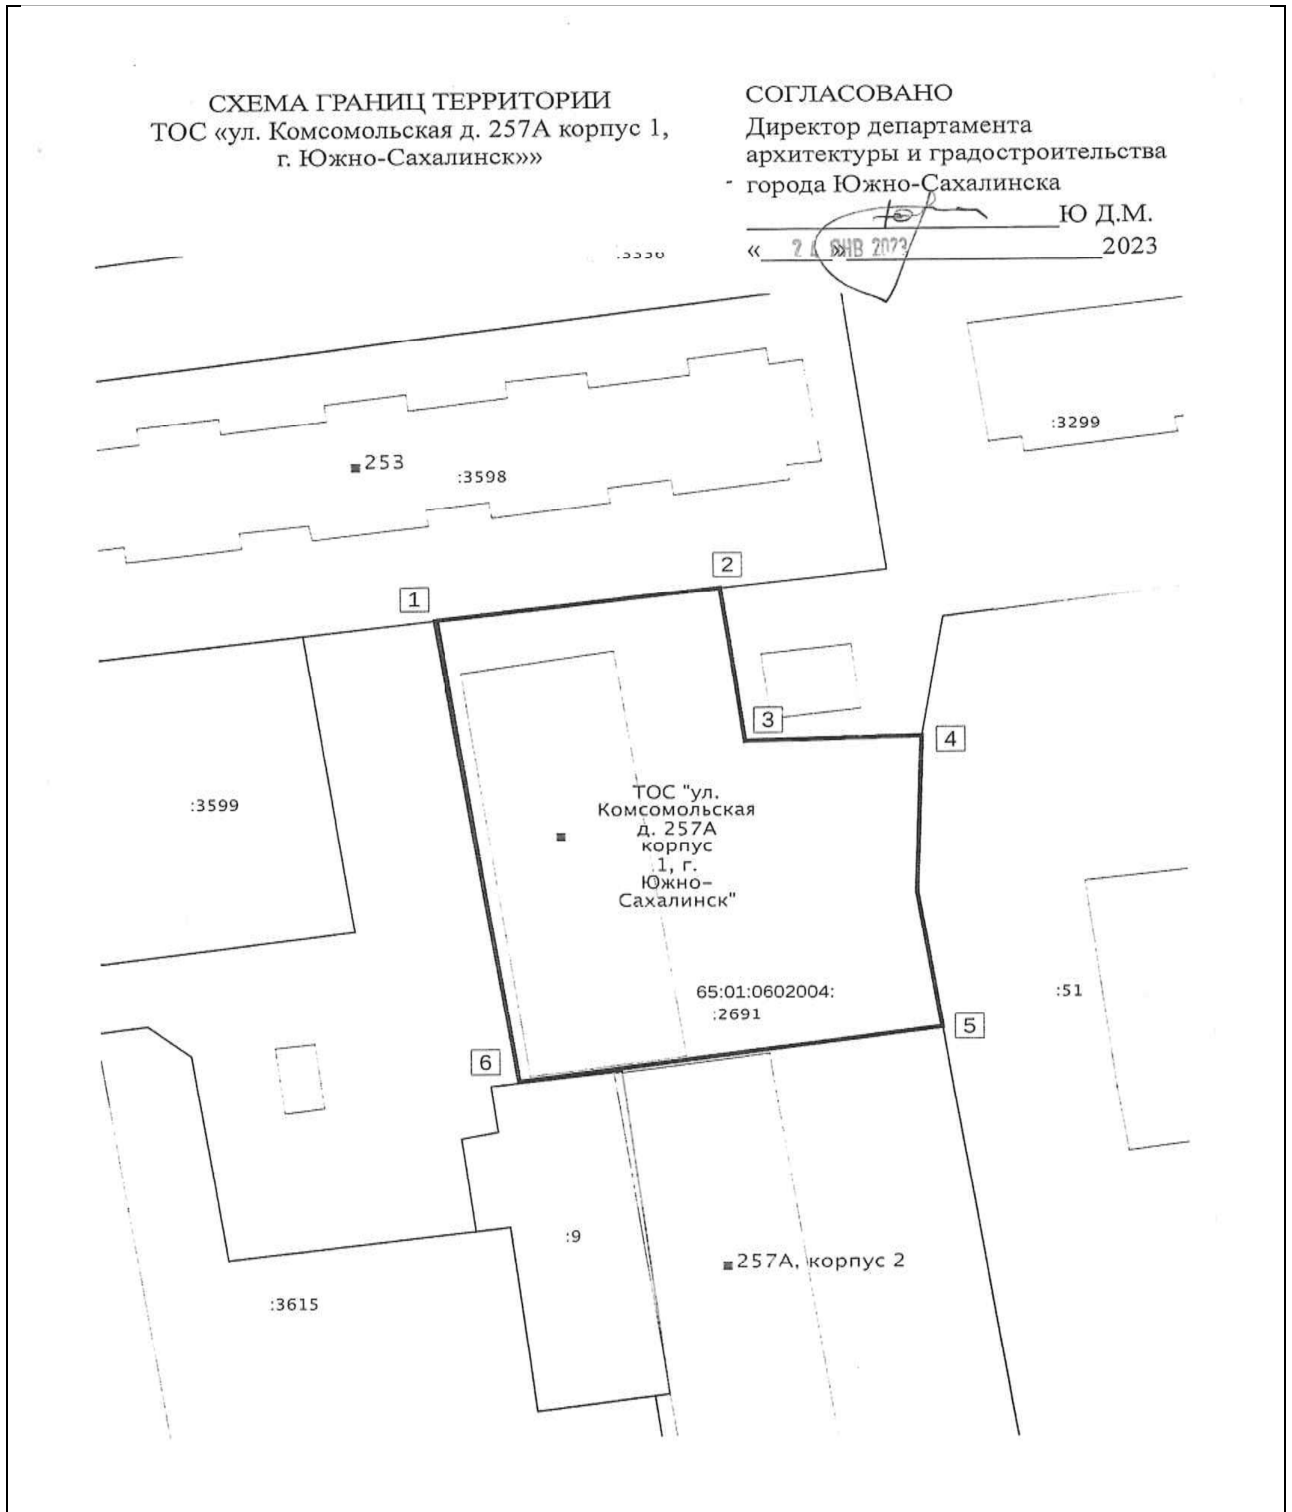 СХЕМА ГРАНИЦ ТЕРРИТОРИИ
ТОС «ул. Комсомольская д. 257А корпус 1,
г. Южно-Сахалинск»»
СОГЛАСОВАНО
Директор департамента
архитектуры и градостроительства
города Южно-Сахалинска
Ю Д.М.
« » ЯНВ 2023 2023
:3299
253
:3598
2
1
3
4
:3599
ТОС "ул.
Комсомольская
д. 257А
корпус
1, г.
Южно-
Сахалинск"
65:01:0602004:
:2691
:51
5
6
:9
257А, корпус 2
:3615